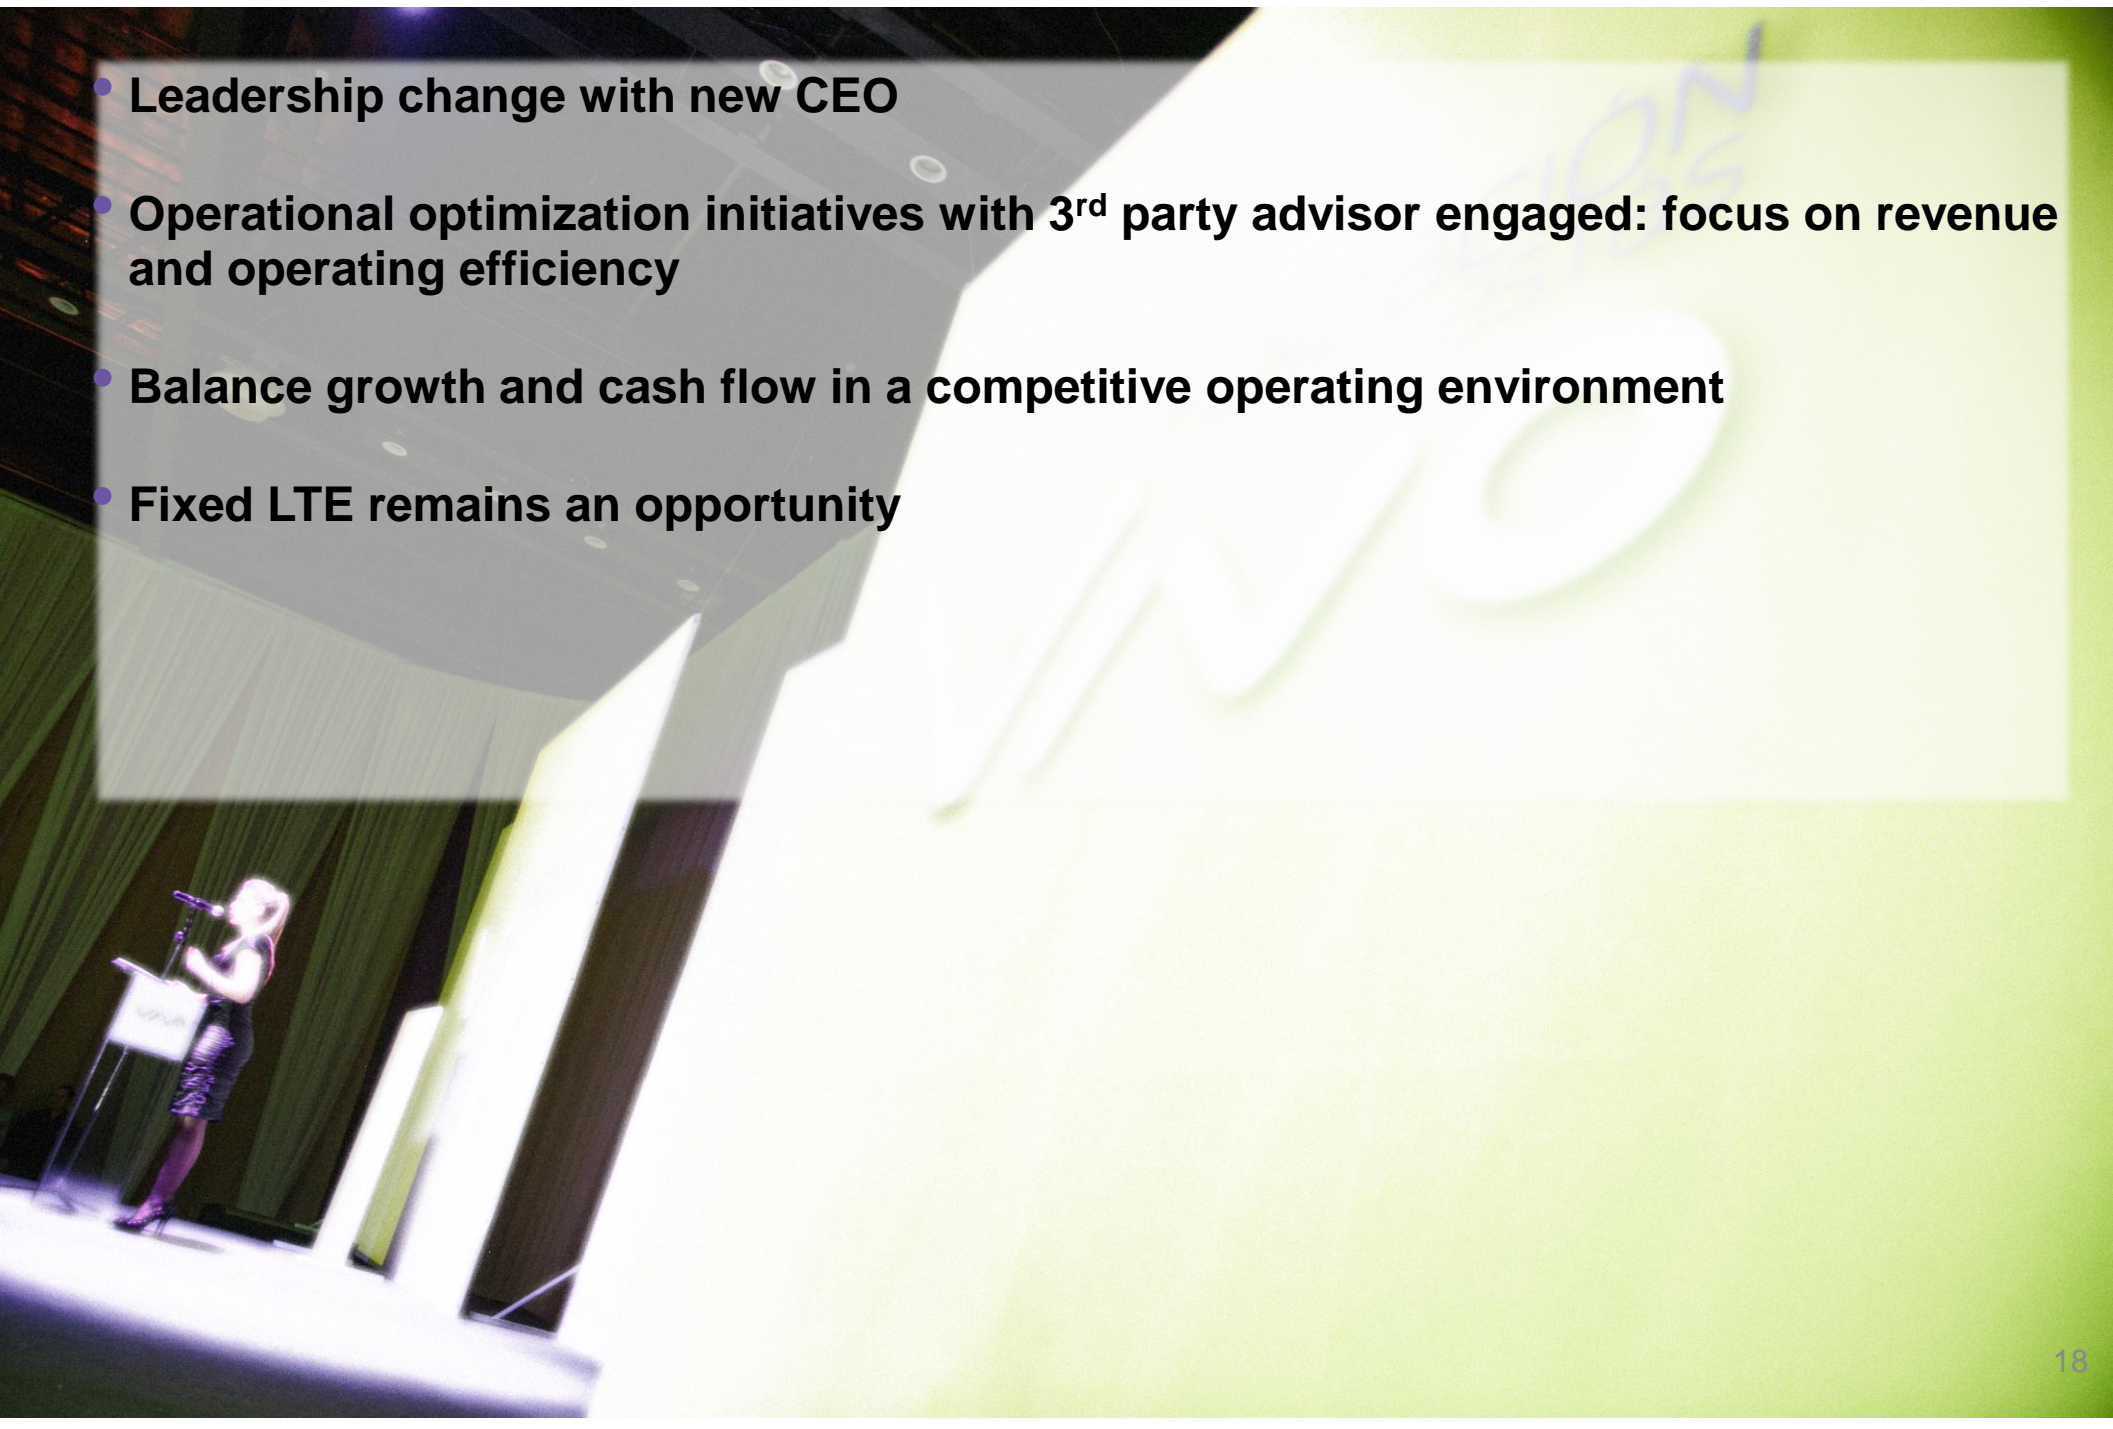 • Leadership change with new CEO
• Operational optimization initiatives with 3rd party advisor engaged: focus on revenue
and operating efficiency
• Balance growth and cash flow in a competitive operating environment
• Fixed LTE remains an opportunity
18